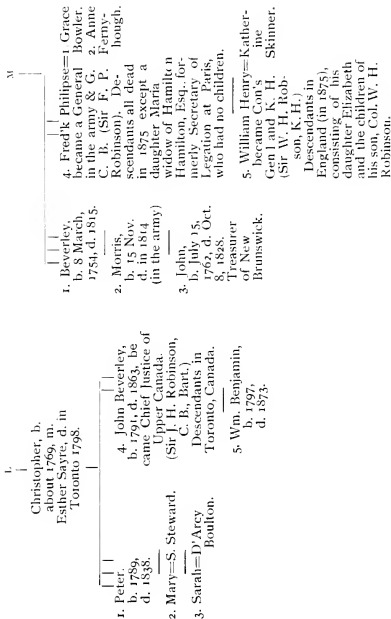 I.
Christopher, b.
about 1769, m.
Esther Sayre, d. in
Toronto 1798.
1. Peter.
b. 1789,
d. 1838.
2. Mary=S. Steward.
3. Sarah=D'Arcy
Boulton.
4. John Beverley,
b. 1791, d. 1863, be
came Chief Justice of
Upper Canada.
(Sir J. H. Robinson,
C. B., Bart.)
Descendants in
Toronto, Canada.
5. Wm. Benjamin,
b. 1797,
d. 1873.
M
1. Beverley,
b. 8 March,
1754, d. 1815.
2. Morris,
b. 15 Nov.
d. in 1814
(in the army)
3. John,
b. July 15,
1762, d. Oct.
8, 1828.
Treasurer
of New
Brunswick.
4. Fred'k Philipse=1. Grace
became a General Bowler.
in the army & G. 2. Anne
C. B. (Sir F. P. Ferny-
Robinson). De- hough.
scendants all dead
in 1875 except a
daughter Maria
widow of Hamilton
Hamilton, Esq., for-
merly Secretary of
Legation at Paris,
who had no children.
5. William Henry=Kather-
became Com's ine
Gen'l and K. H. Skinner.
(Sir W. H. Rob-
son, K. H.)
Descendants in
England (in 1875),
consisting of his
daughter Elizabeth
and the children of
his son, Col. W. H.
Robinson.